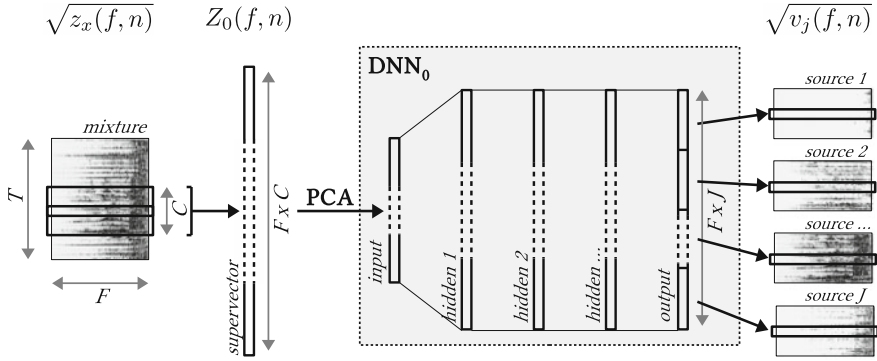 √z_x(f, n)
Z_0(f, n)
√v_j(f, n)
DNN_0
mixture
T
C
F
supervector
F x C
PCA
input
hidden 1
hidden 2
hidden ...
output
F x J
source 1
source 2
source ...
source J